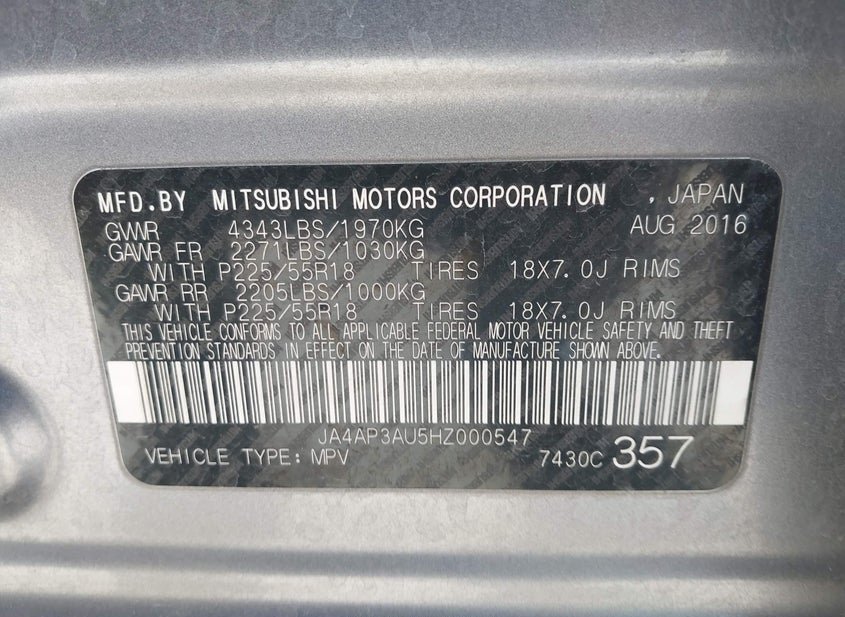 MFD.BY MITSUBISHI MOTORS CORPORATION , JAPAN
GVWR 4343LBS/1970KG AUG 2016
GAWR FR 2271LBS/1030KG
WITH P225/55R18 TIRES 18X7.0J RIMS
GAWR RR 2205LBS/1000KG
WITH P225/55R18 TIRES 18X7.0J RIMS
THIS VEHICLE CONFORMS TO ALL APPLICABLE FEDERAL MOTOR VEHICLE SAFETY AND THEFT
PREVENTION STANDARDS IN EFFECT ON THE DATE OF MANUFACTURE SHOWN ABOVE.
JA4AP3AU5HZ000547
VEHICLE TYPE: MPV 7430C 357